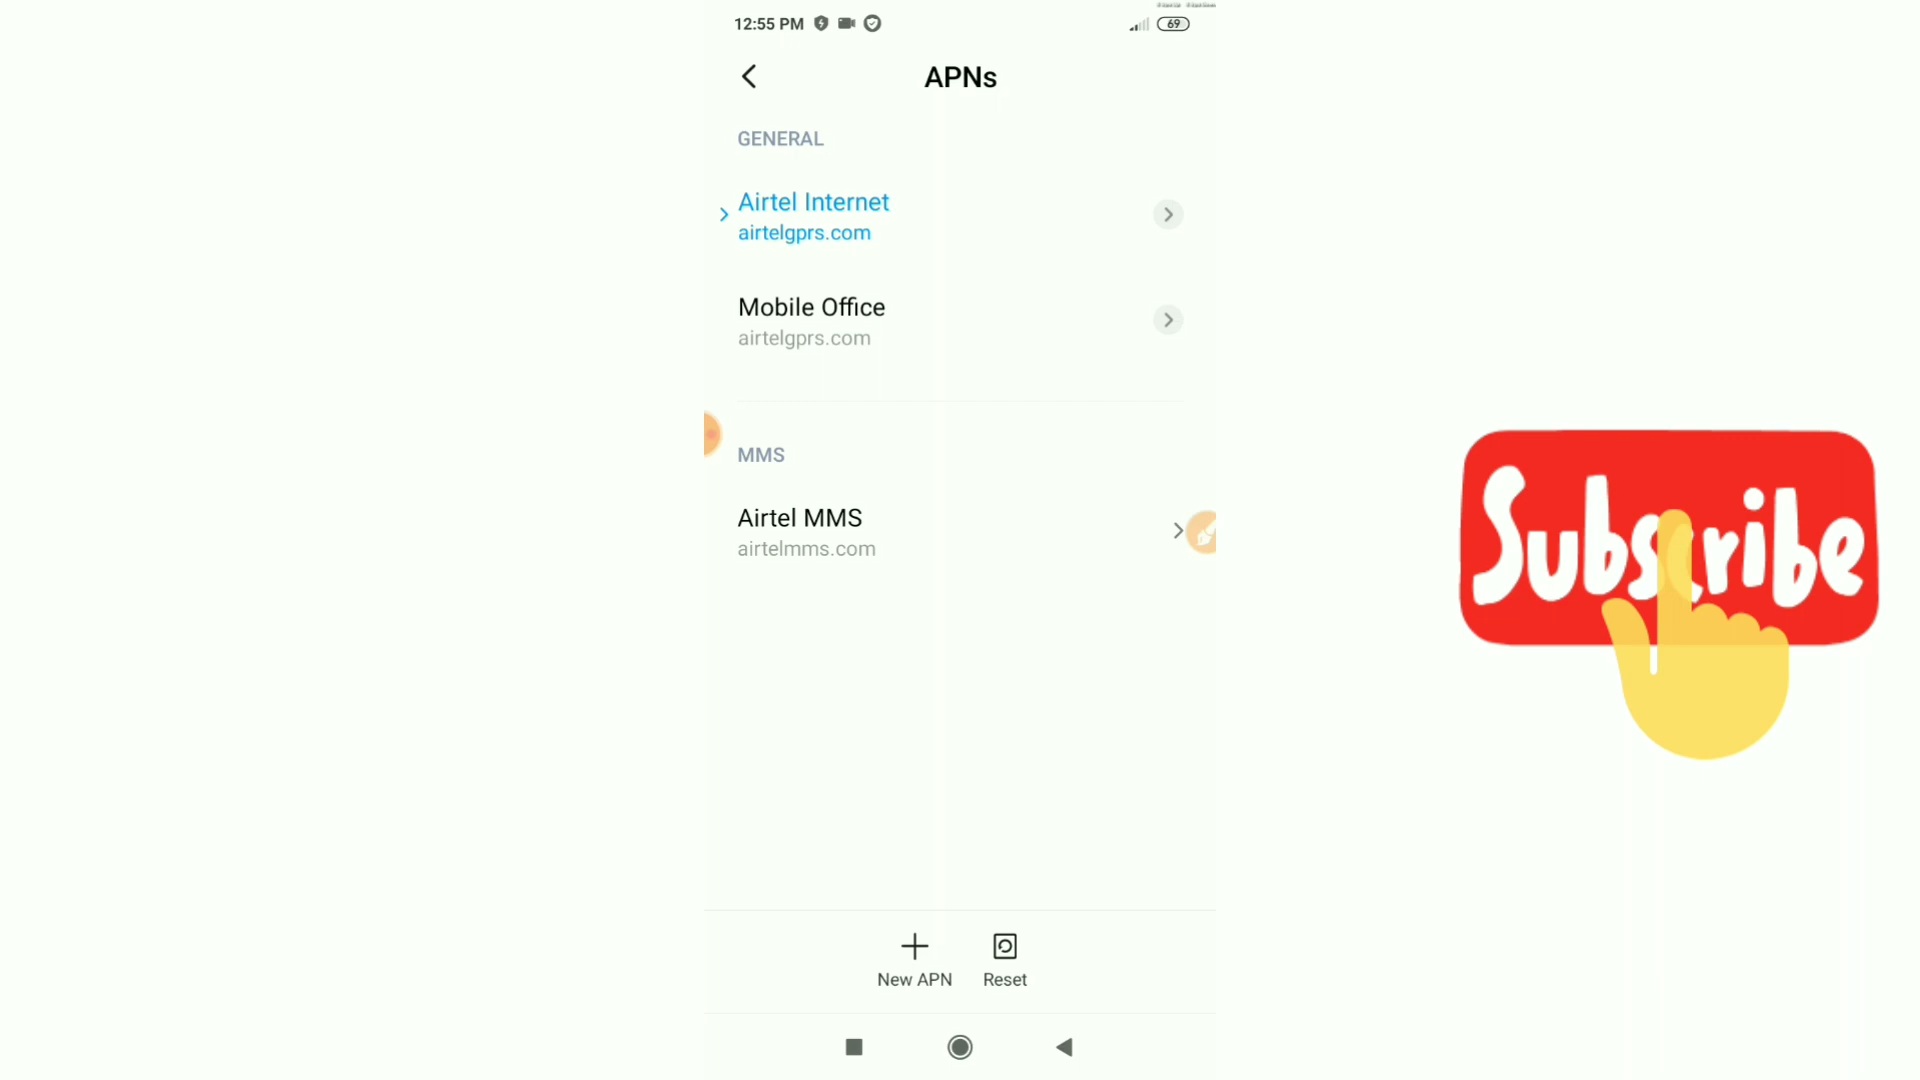 12:55 PM
69
APNs
GENERAL
Airtel Internet
airtelgprs.com
Mobile Office
airtelgprs.com
MMS
Airtel MMS
airtelmms.com
Subscribe
New APN
Reset